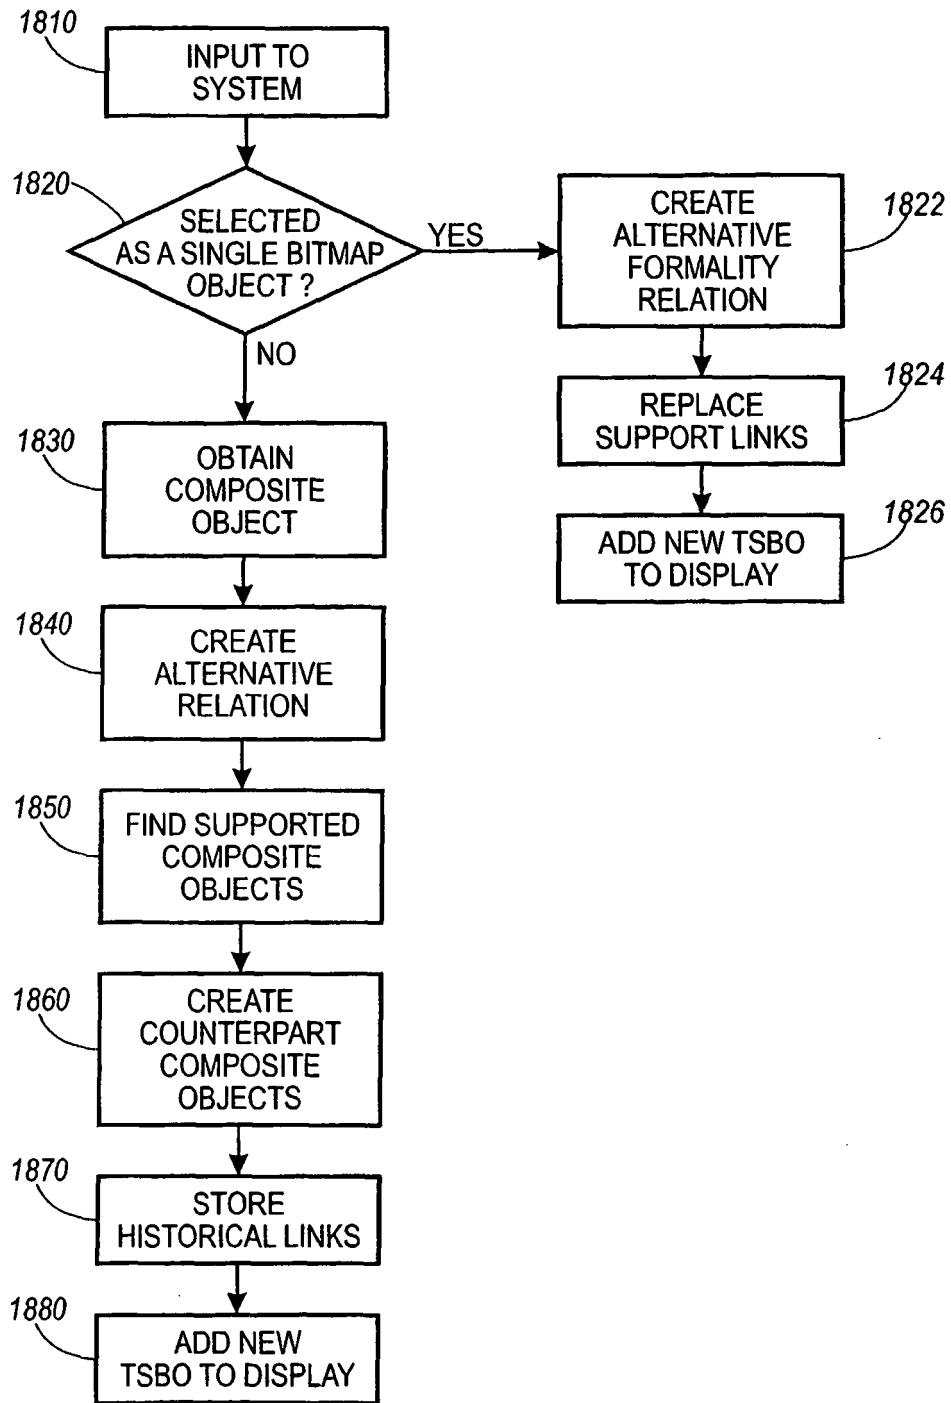 1810
INPUT TO
SYSTEM
1820
SELECTED
AS A SINGLE BITMAP
OBJECT ?
YES
NO
CREATE
ALTERNATIVE
FORMALITY
RELATION
1822
REPLACE
SUPPORT LINKS
1824
ADD NEW TSBO
TO DISPLAY
1826
1830
OBTAIN
COMPOSITE
OBJECT
1840
CREATE
ALTERNATIVE
RELATION
1850
FIND SUPPORTED
COMPOSITE
OBJECTS
1860
CREATE
COUNTERPART
COMPOSITE
OBJECTS
1870
STORE
HISTORICAL LINKS
1880
ADD NEW
TSBO TO DISPLAY